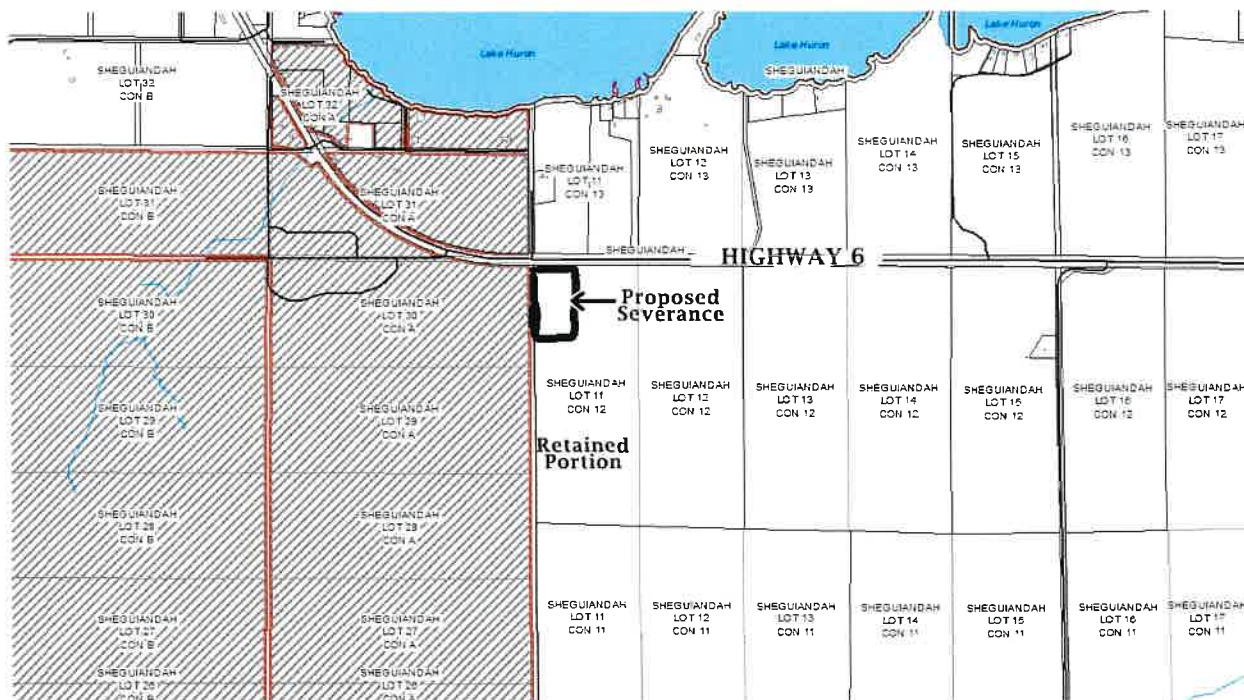 Lake Huron
Lake Huron
Lake Huron
SHEGUIANDAH
LOT 32
CON B
SHEGUIANDAH
LOT 32
CON A
SHEGUIANDAH
SHEGUIANDAH
LOT 11
CON 13
SHEGUIANDAH
LOT 12
CON 13
SHEGUIANDAH
LOT 13
CON 13
SHEGUIANDAH
LOT 14
CON 13
SHEGUIANDAH
LOT 15
CON 13
SHEGUIANDAH
LOT 16
CON 13
SHEGUIANDAH
LOT 17
CON 13
SHEGUIANDAH
LOT 31
CON B
SHEGUIANDAH
LOT 31
CON A
SHEGUIANDAH
HIGHWAY 6
Proposed
Severance
SHEGUIANDAH
LOT 30
CON B
SHEGUIANDAH
LOT 30
CON A
SHEGUIANDAH
LOT 29
CON B
SHEGUIANDAH
LOT 29
CON A
SHEGUIANDAH
LOT 11
CON 12
SHEGUIANDAH
LOT 12
CON 12
SHEGUIANDAH
LOT 13
CON 12
SHEGUIANDAH
LOT 14
CON 12
SHEGUIANDAH
LOT 15
CON 12
SHEGUIANDAH
LOT 16
CON 12
SHEGUIANDAH
LOT 17
CON 12
Retained
Portion
SHEGUIANDAH
LOT 28
CON B
SHEGUIANDAH
LOT 28
CON A
SHEGUIANDAH
LOT 27
CON B
SHEGUIANDAH
LOT 27
CON A
SHEGUIANDAH
LOT 11
CON 11
SHEGUIANDAH
LOT 12
CON 11
SHEGUIANDAH
LOT 13
CON 11
SHEGUIANDAH
LOT 14
CON 11
SHEGUIANDAH
LOT 15
CON 11
SHEGUIANDAH
LOT 16
CON 11
SHEGUIANDAH
LOT 17
CON 11
SHEGUIANDAH
LOT 26
CON B
SHEGUIANDAH
LOT 26
CON A